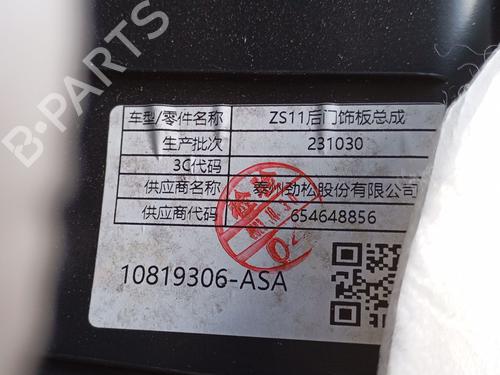 B-PARTS
车型/零件名称 ZS11后门饰板总成
生产批次 231030
3C代码
供应商名称 泰州劲松股份有限公司
供应商代码 654648856
10819306-ASA